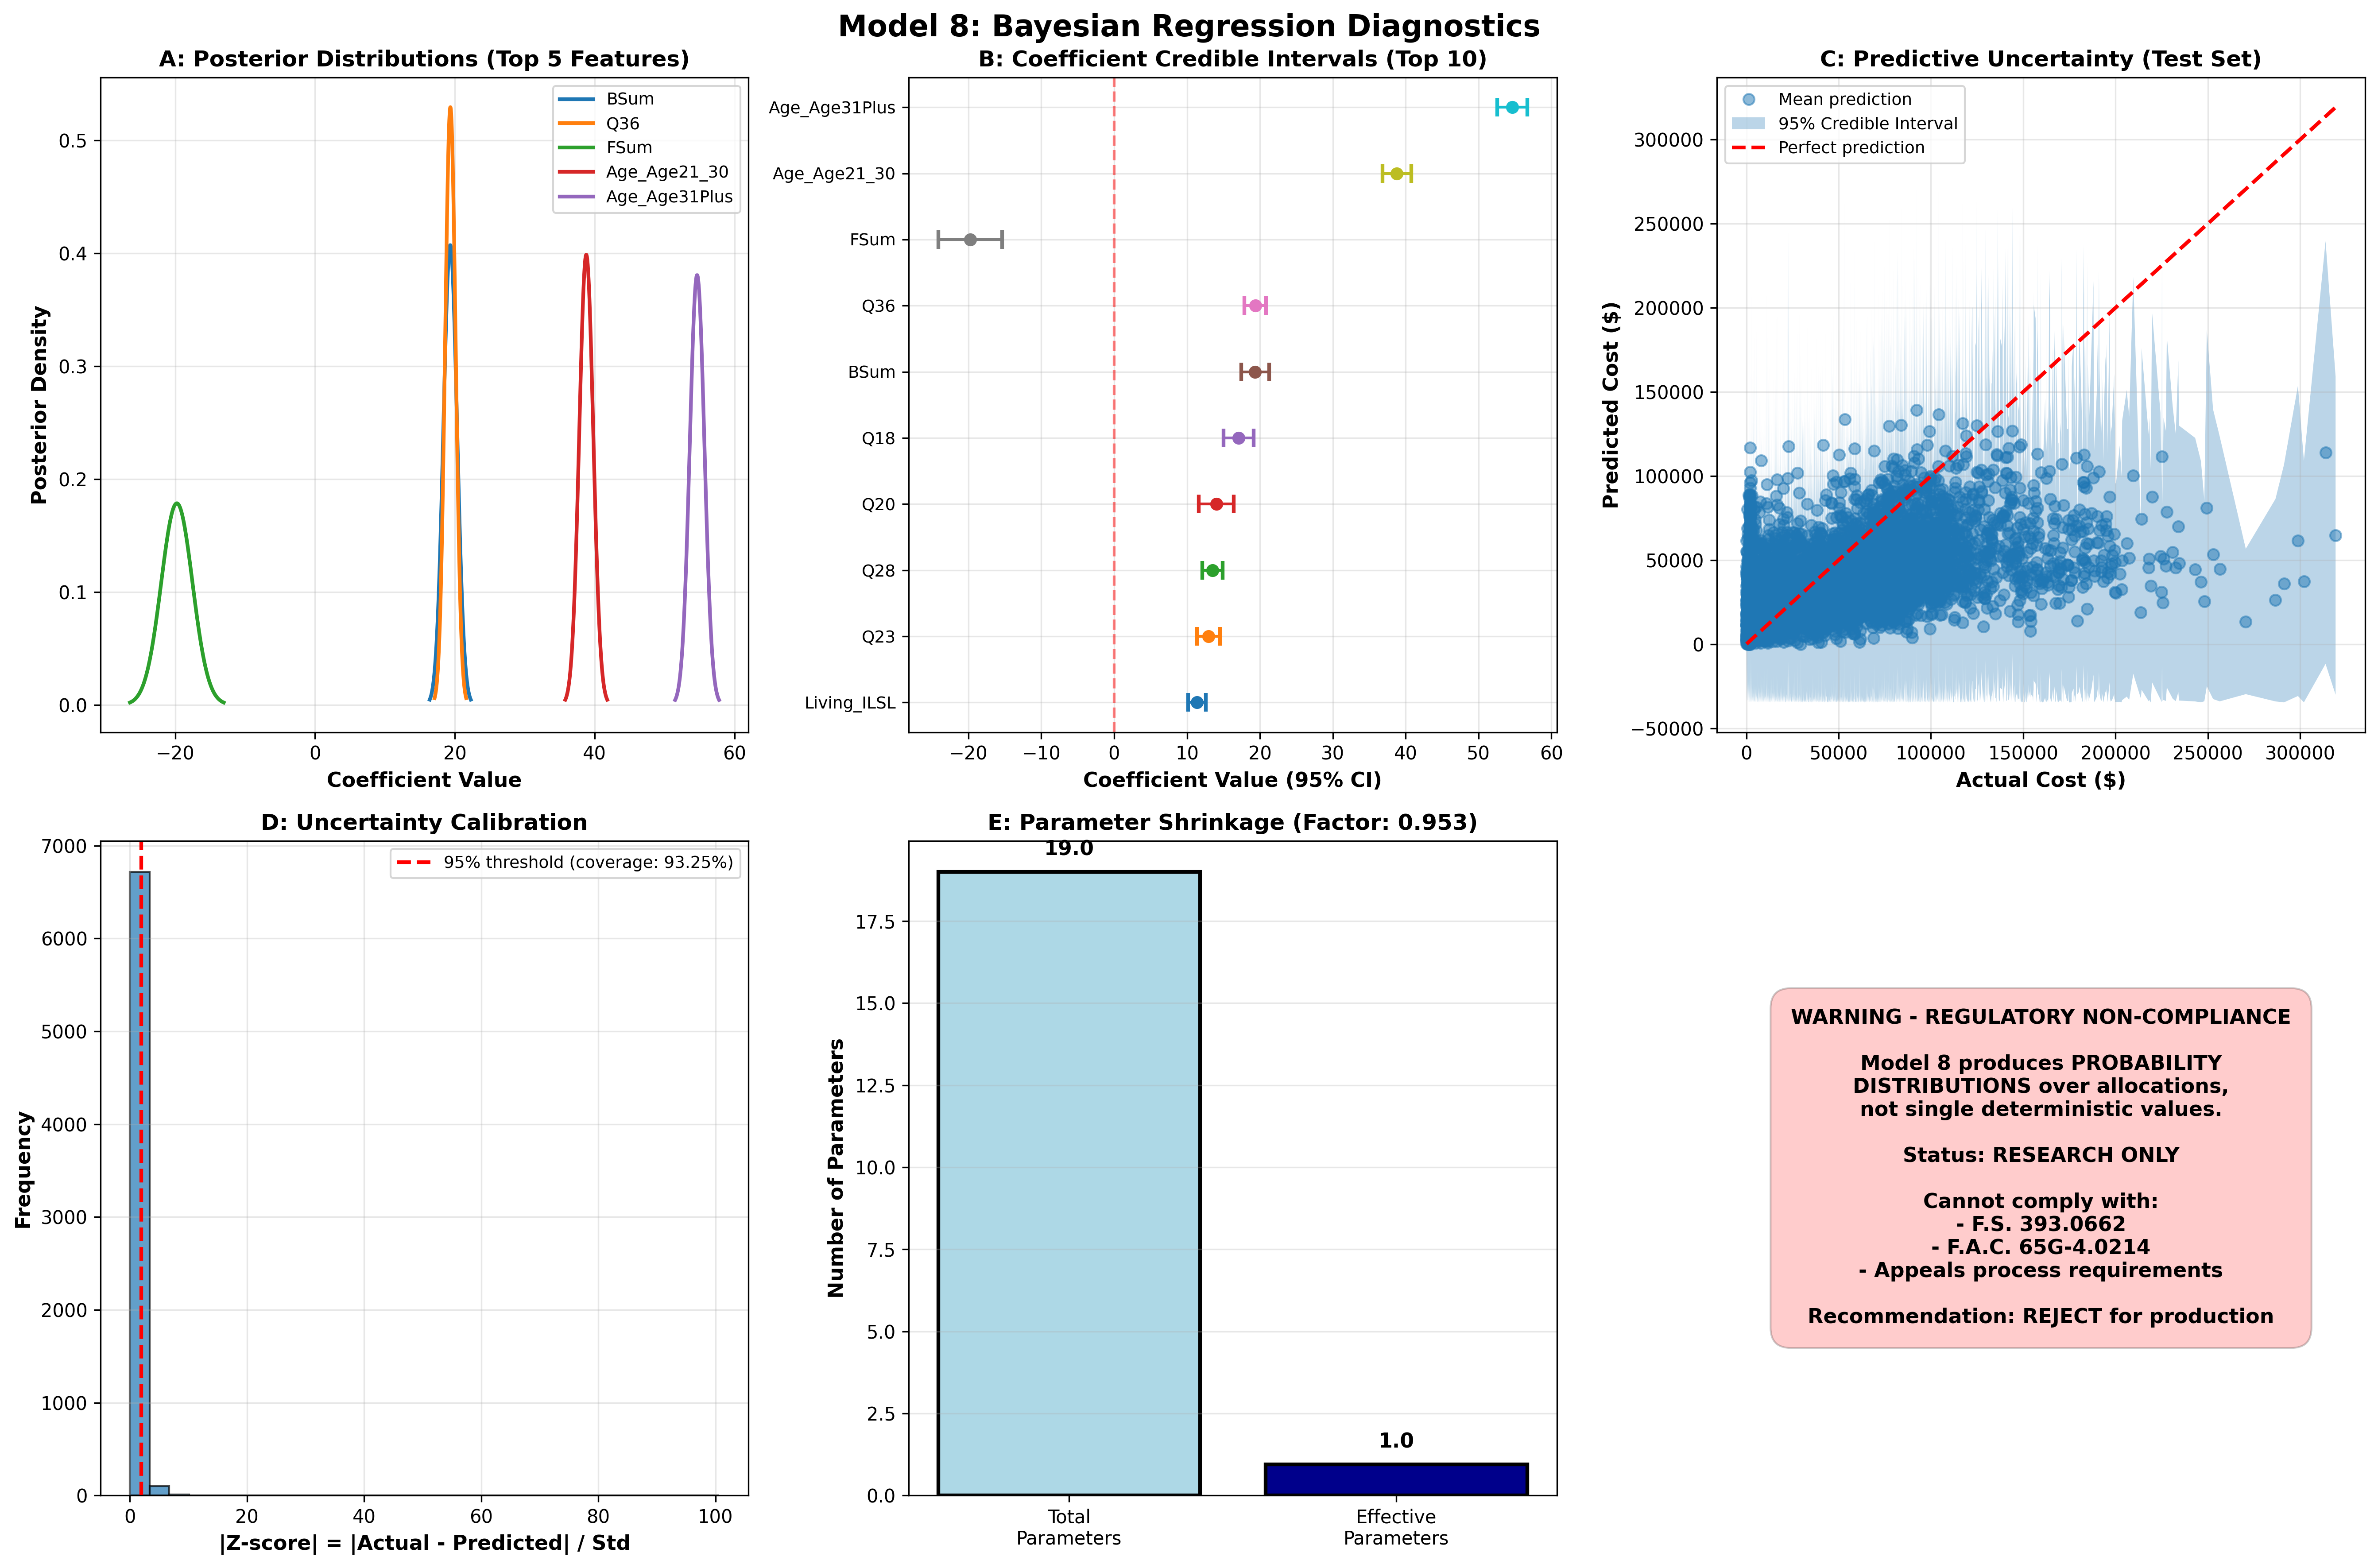 Model 8: Bayesian Regression Diagnostics
A: Posterior Distributions (Top 5 Features)
BSum
Q36
FSum
Age_Age21_30
Age_Age31Plus
0.5
0.4
0.3
0.2
0.1
0.0
Posterior Density
−20
0
20
40
60
Coefficient Value
B: Coefficient Credible Intervals (Top 10)
Age_Age31Plus
Age_Age21_30
FSum
Q36
BSum
Q18
Q20
Q28
Q23
Living_ILSL
−20
−10
0
10
20
30
40
50
60
Coefficient Value (95% CI)
C: Predictive Uncertainty (Test Set)
Mean prediction
95% Credible Interval
Perfect prediction
300000
250000
200000
150000
100000
50000
0
−50000
Predicted Cost ($)
0
50000
100000
150000
200000
250000
300000
Actual Cost ($)
D: Uncertainty Calibration
95% threshold (coverage: 93.25%)
7000
6000
5000
4000
3000
2000
1000
0
Frequency
0
20
40
60
80
100
|Z-score| = |Actual - Predicted| / Std
E: Parameter Shrinkage (Factor: 0.953)
19.0
1.0
17.5
15.0
12.5
10.0
7.5
5.0
2.5
0.0
Number of Parameters
Total
Parameters
Effective
Parameters
WARNING - REGULATORY NON-COMPLIANCE
Model 8 produces PROBABILITY
DISTRIBUTIONS over allocations,
not single deterministic values.
Status: RESEARCH ONLY
Cannot comply with:
- F.S. 393.0662
- F.A.C. 65G-4.0214
- Appeals process requirements
Recommendation: REJECT for production